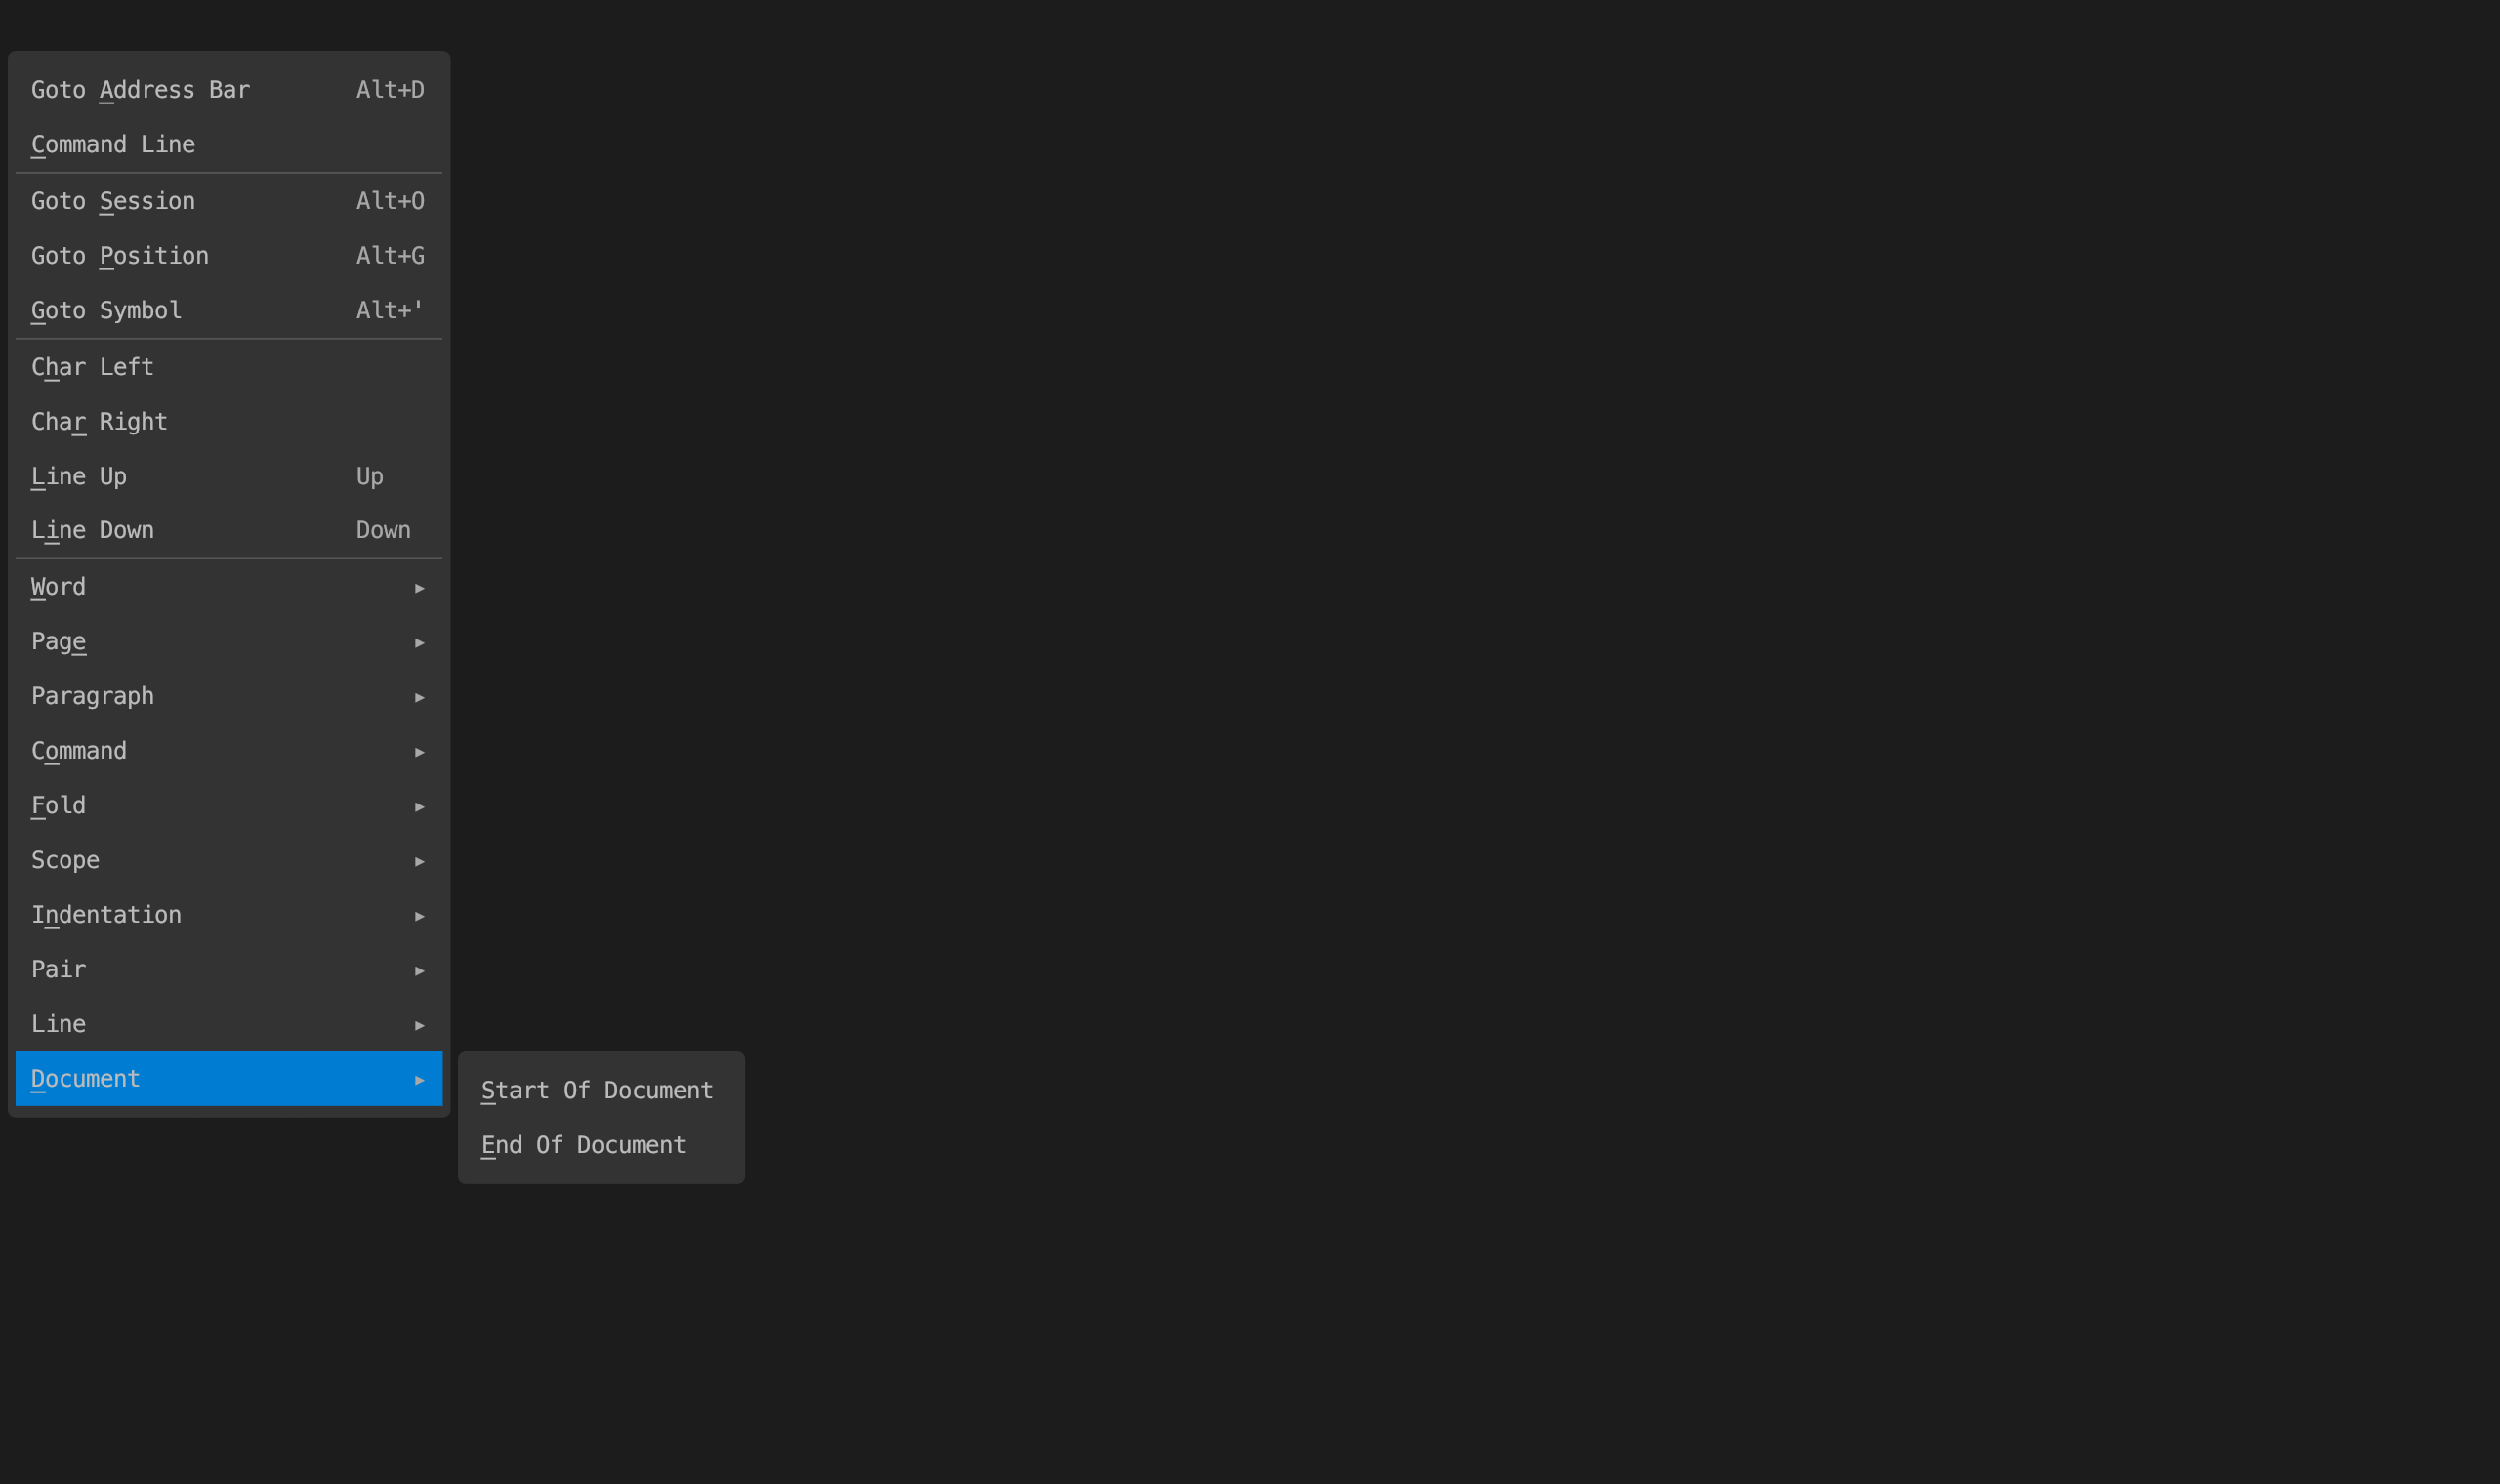 Goto Address Bar Alt+D
Command Line
Goto Session Alt+O
Goto Position Alt+G
Goto Symbol Alt+'
Char Left
Char Right
Line Up Up
Line Down Down
Word ▸
Page ▸
Paragraph ▸
Command ▸
Fold ▸
Scope ▸
Indentation ▸
Pair ▸
Line ▸
Document ▸
Start Of Document
End Of Document